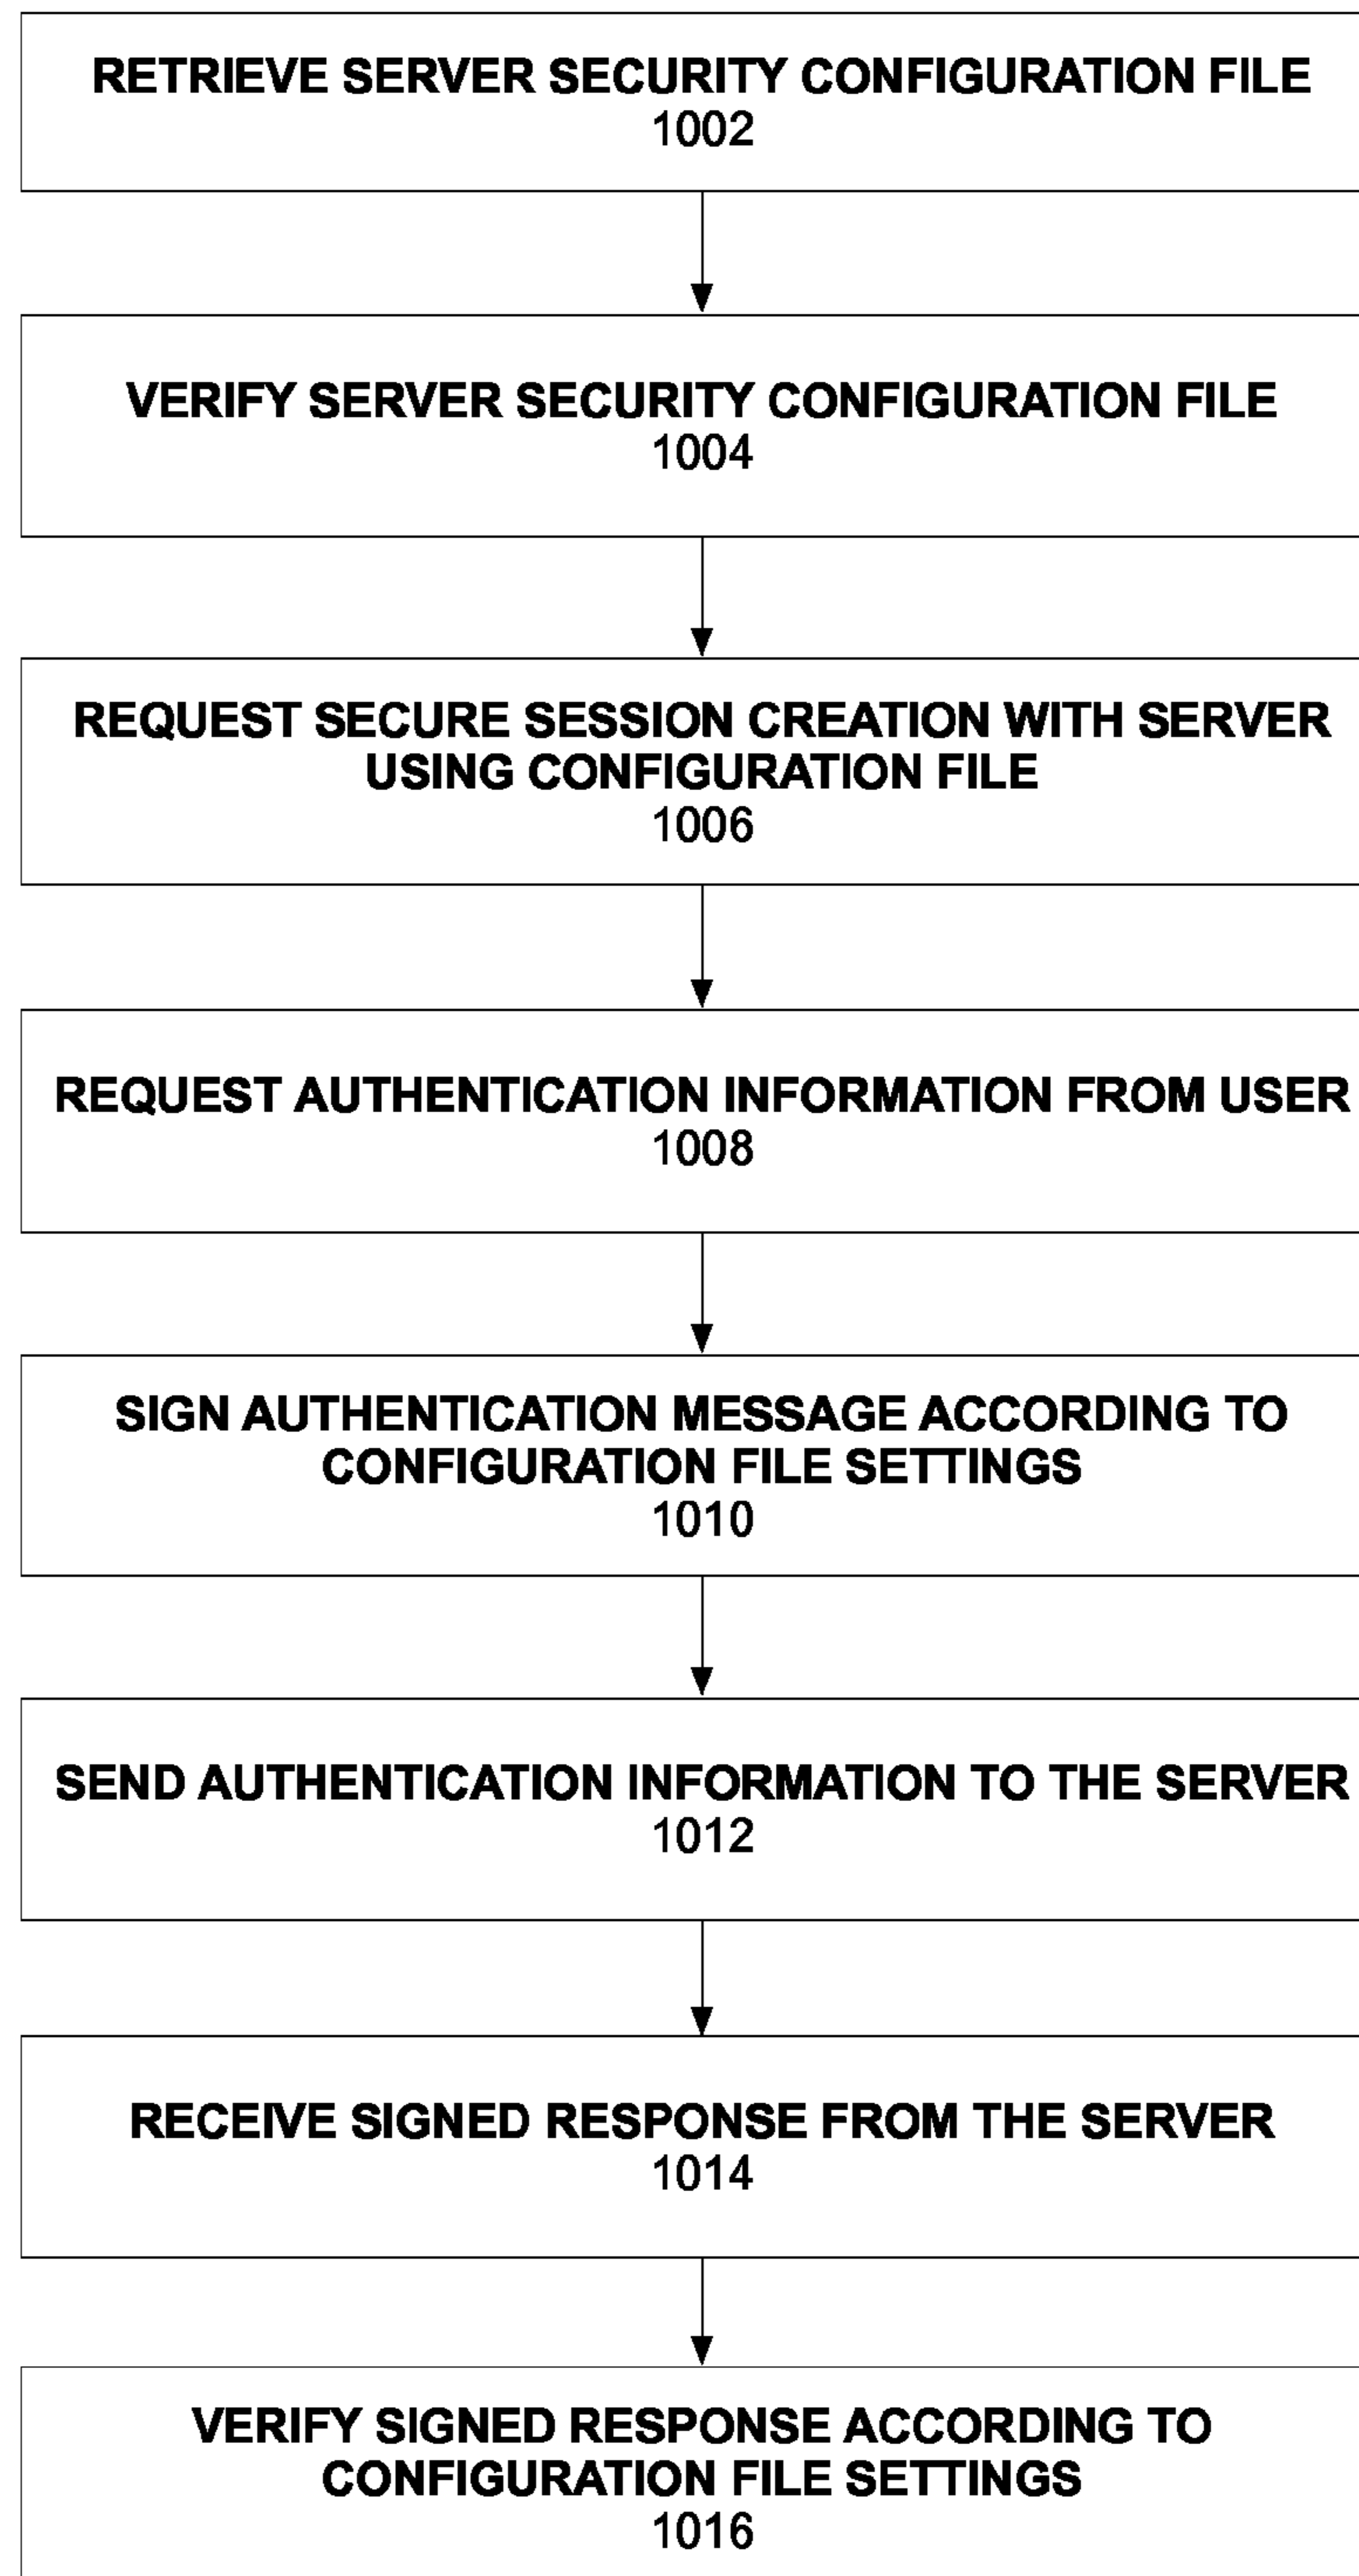 RETRIEVE SERVER SECURITY CONFIGURATION FILE
1002
VERIFY SERVER SECURITY CONFIGURATION FILE
1004
REQUEST SECURE SESSION CREATION WITH SERVER
USING CONFIGURATION FILE
1006
REQUEST AUTHENTICATION INFORMATION FROM USER
1008
SIGN AUTHENTICATION MESSAGE ACCORDING TO
CONFIGURATION FILE SETTINGS
1010
SEND AUTHENTICATION INFORMATION TO THE SERVER
1012
RECEIVE SIGNED RESPONSE FROM THE SERVER
1014
VERIFY SIGNED RESPONSE ACCORDING TO
CONFIGURATION FILE SETTINGS
1016